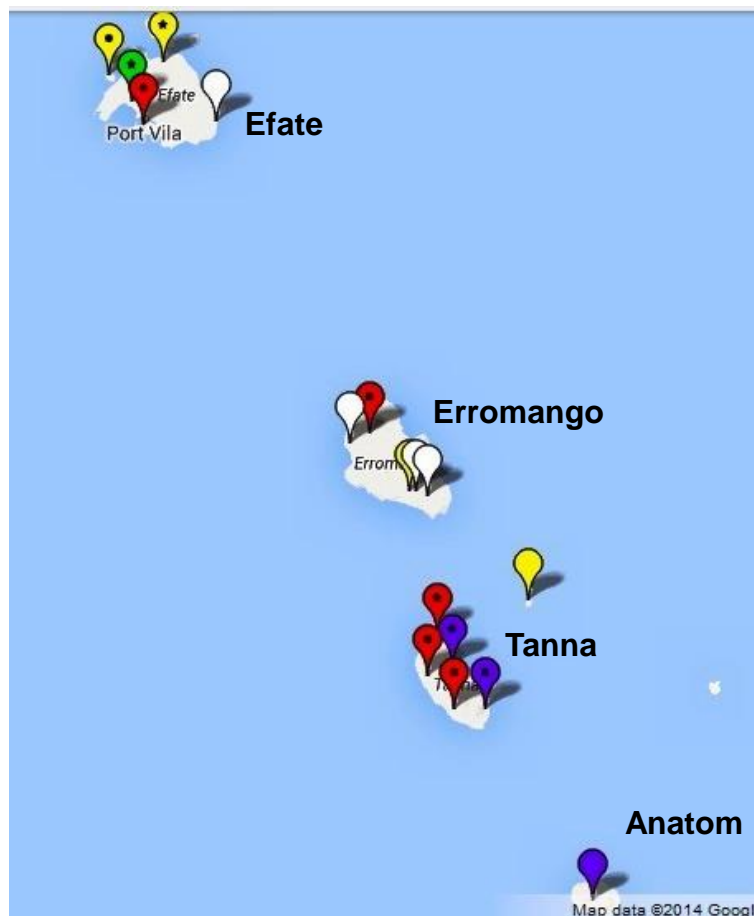 Efate
Efate
Port Vila
Erromango
Errom
Tanna
Anatom
Map data ©2014 Googl